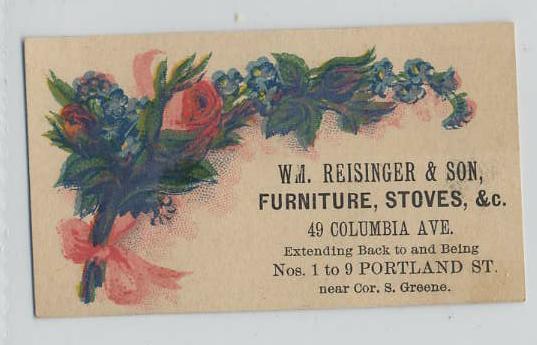 WM. REISINGER & SON,
FURNITURE, STOVES, &c.
49 COLUMBIA AVE.
Extending Back to and Being
Nos. 1 to 9 PORTLAND ST.
near Cor. S. Greene.